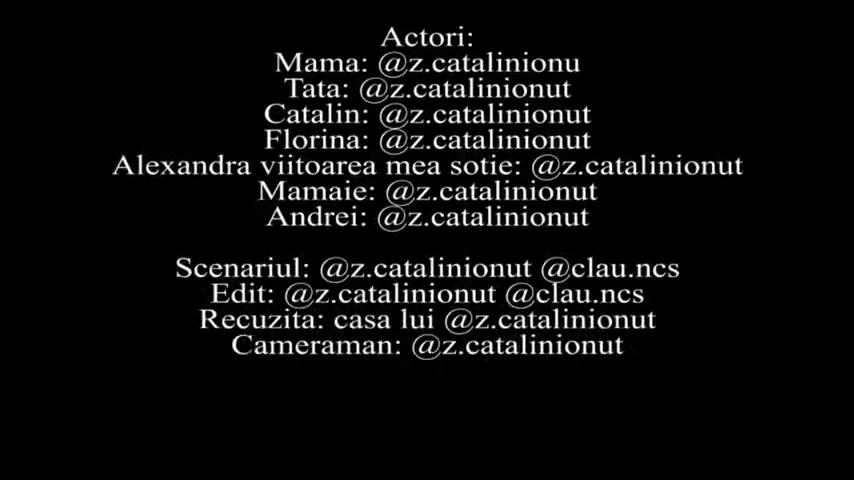 Actori:
Mama: @z.catalinionu
Tata: @z.catalinionut
Catalin: @z.catalinionut
Florina: @z.catalinionut
Alexandra viitoarea mea sotie: @z.catalinionut
Mamaie: @z.catalinionut
Andrei: @z.catalinionut
Scenariul: @z.catalinionut @clau.ncs
Edit: @z.catalinionut @clau.ncs
Recuzita: casa lui @z.catalinionut
Cameraman: @z.catalinionut